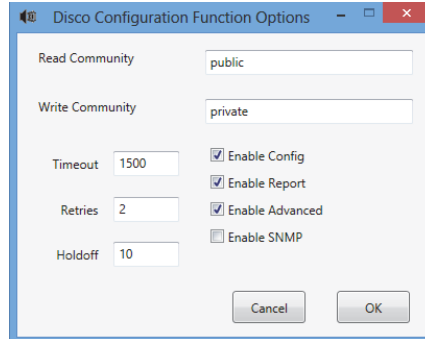 Disco Configuration Function Options
Read Community
public
Write Community
private
Timeout 1500
Enable Config
Enable Report
Retries 2
Enable Advanced
Enable SNMP
Holdoff 10
Cancel OK